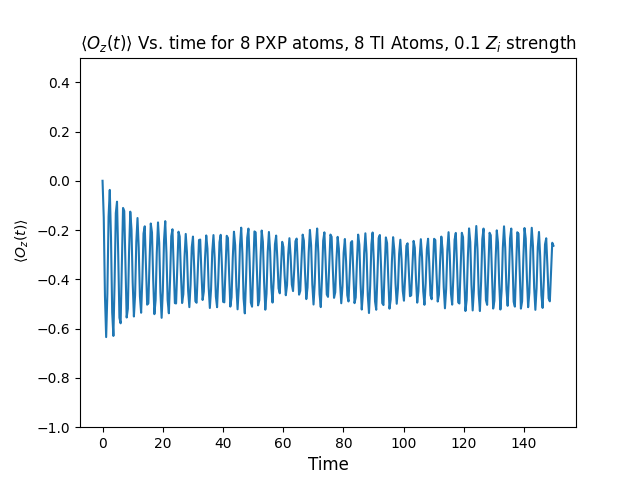 ⟨O_z(t)⟩ Vs. time for 8 PXP atoms, 8 TI Atoms, 0.1 Z_i strength
0.4
0.2
0.0
−0.2
−0.4
−0.6
−0.8
−1.0
⟨O_z(t)⟩
0 20 40 60 80 100 120 140
Time